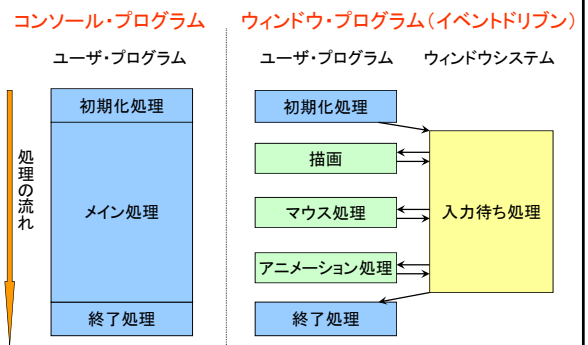 コンソール・プログラム
ユーザ・プログラム
処理の流れ
初期化処理
メイン処理
終了処理
ウィンドウ・プログラム(イベントドリブン)
ユーザ・プログラム
ウィンドウシステム
初期化処理
描画
マウス処理
入力待ち処理
アニメーション処理
終了処理